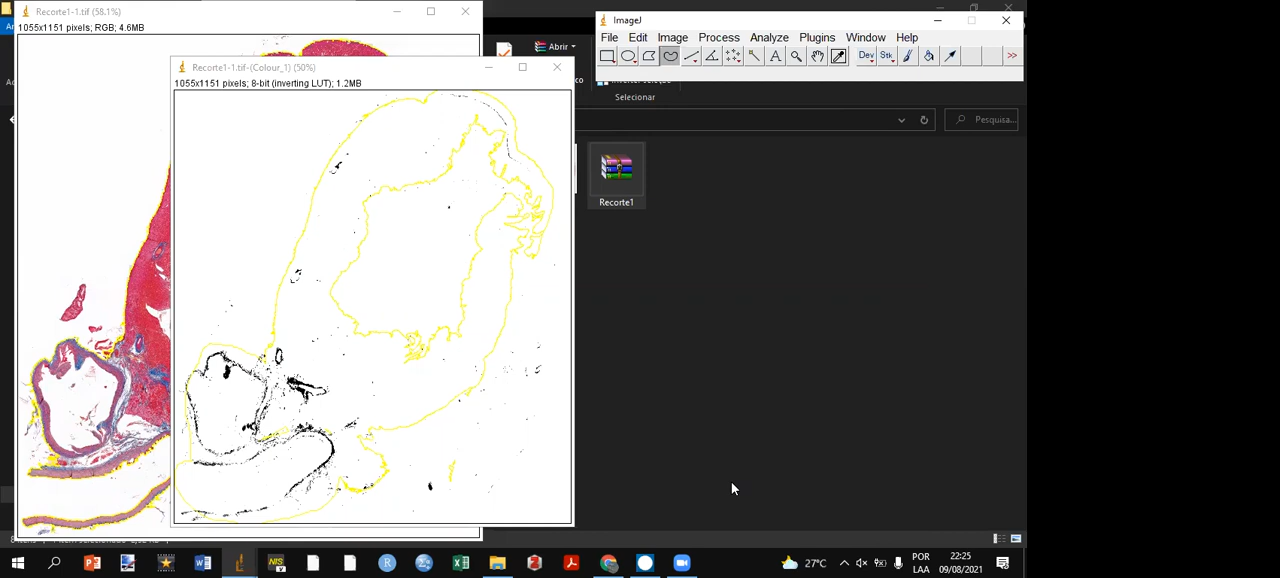 Recorte1-1.tif (58.1%)
1055x1151 pixels; RGB; 4.6MB
Recorte1-1.tif-(Colour_1) (50%)
1055x1151 pixels; 8-bit (inverting LUT); 1.2MB
Abrir
ImageJ
File Edit Image Process Analyze Plugins Window Help
A Dev Stk >>
Selecionar
Pesquisa...
Recorte1
27°C
POR
LAA
22:25
09/08/2021